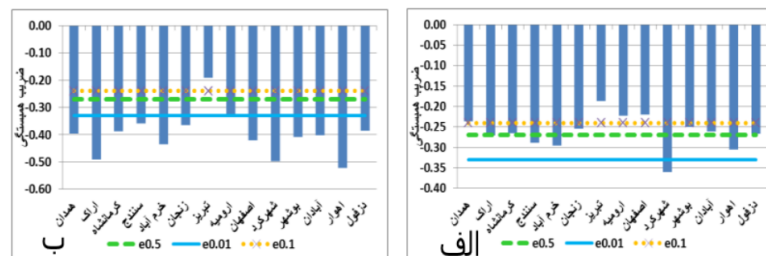 0.00
-0.10
-0.20
-0.30
-0.40
-0.50
-0.60
ضریب همبستگی
همدان
اراک
کرمانشاه
سنندج
خرم آباد
زنجان
تبریز
ارومیه
اصفهان
شهرکرد
بوشهر
آبادان
اهواز
دزفول
ب
e0.5 e0.01 e0.1
0.00
-0.05
-0.10
-0.15
-0.20
-0.25
-0.30
-0.35
-0.40
ضریب همبستگی
همدان
اراک
کرمانشاه
سنندج
خرم آباد
زنجان
تبریز
ارومیه
اصفهان
شهرکرد
بوشهر
آبادان
اهواز
دزفول
الف
e0.5 e0.01 e0.1